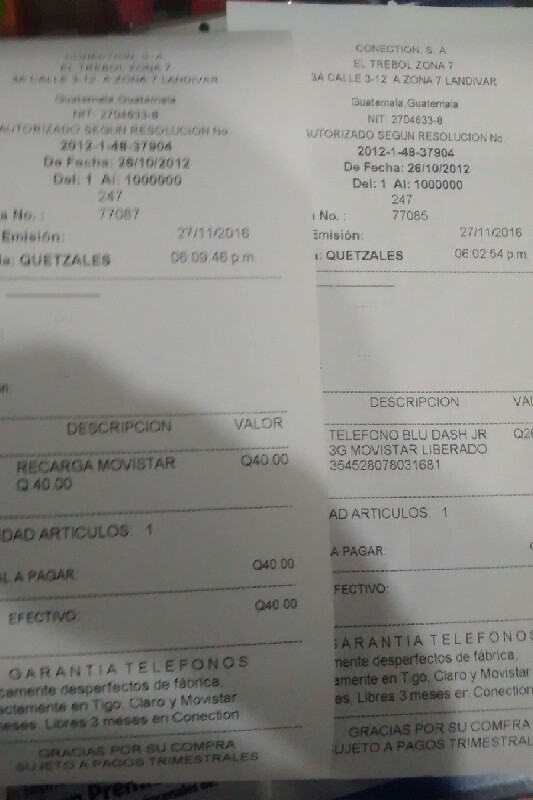 CONECTION, S. A.
EL TREBOL ZONA 7
3A CALLE 3-12 A ZONA 7 LANDIVAR
Guatemala,Guatemala
NIT: 2704633-8
AUTORIZADO SEGUN RESOLUCION No.
2012-1-48-37904
De Fecha: 26/10/2012
Del: 1 Al: 1000000
247
a No. : 77087
Emisión: 27/11/2016
a: QUETZALES 06:09:46 p.m.
DESCRIPCION VALOR
RECARGA MOVISTAR Q40.00
Q 40.00
DAD ARTICULOS: 1
AL A PAGAR: Q40.00
EFECTIVO: Q40.00
GARANTIA TELEFONOS
camente desperfectos de fábrica,
ctamente en Tigo, Claro y Movistar
eses, Libres 3 meses en Conection
GRACIAS POR SU COMPRA
SUJETO A PAGOS TRIMESTRALES
CONECTION, S. A.
EL TREBOL ZONA 7
3A CALLE 3-12 A ZONA 7 LANDIVAR
Guatemala,Guatemala
NIT: 2704633-8
UTORIZADO SEGUN RESOLUCION No.
2012-1-48-37904
De Fecha: 26/10/2012
Del: 1 Al: 1000000
247
No. : 77085
Emisión: 27/11/2016
a: QUETZALES 06:02:54 p.m.
DESCRIPCION VAL
TELEFONO BLU DASH JR Q2
3G MOVISTAR LIBERADO
354528078031681
AD ARTICULOS: 1
A PAGAR:
EFECTIVO:
GARANTIA TELEFONOS
mente desperfectos de fábrica,
amente en Tigo, Claro y Movistar
es, Libres 3 meses en Conection
GRACIAS POR SU COMPRA
UJETO A PAGOS TRIMESTRAL